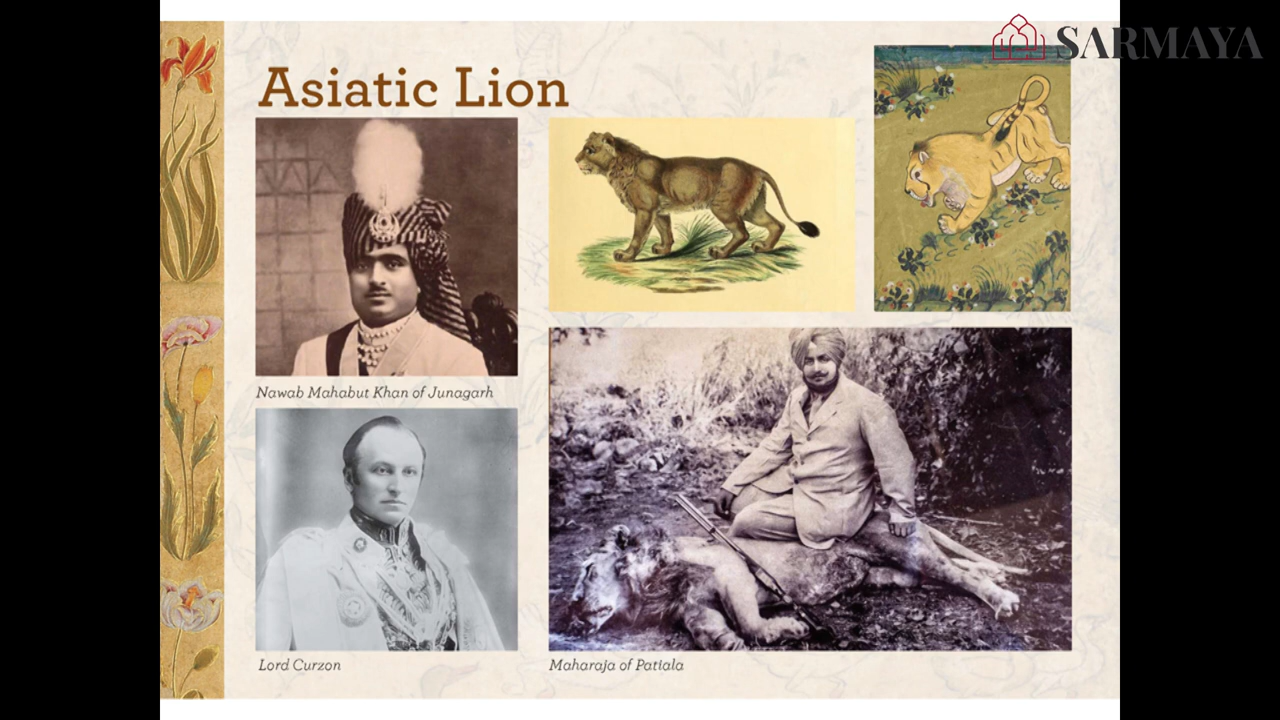 SARMAYA
Asiatic Lion
Nawab Mahabut Khan of Junagarh
Lord Curzon
Maharaja of Patiala